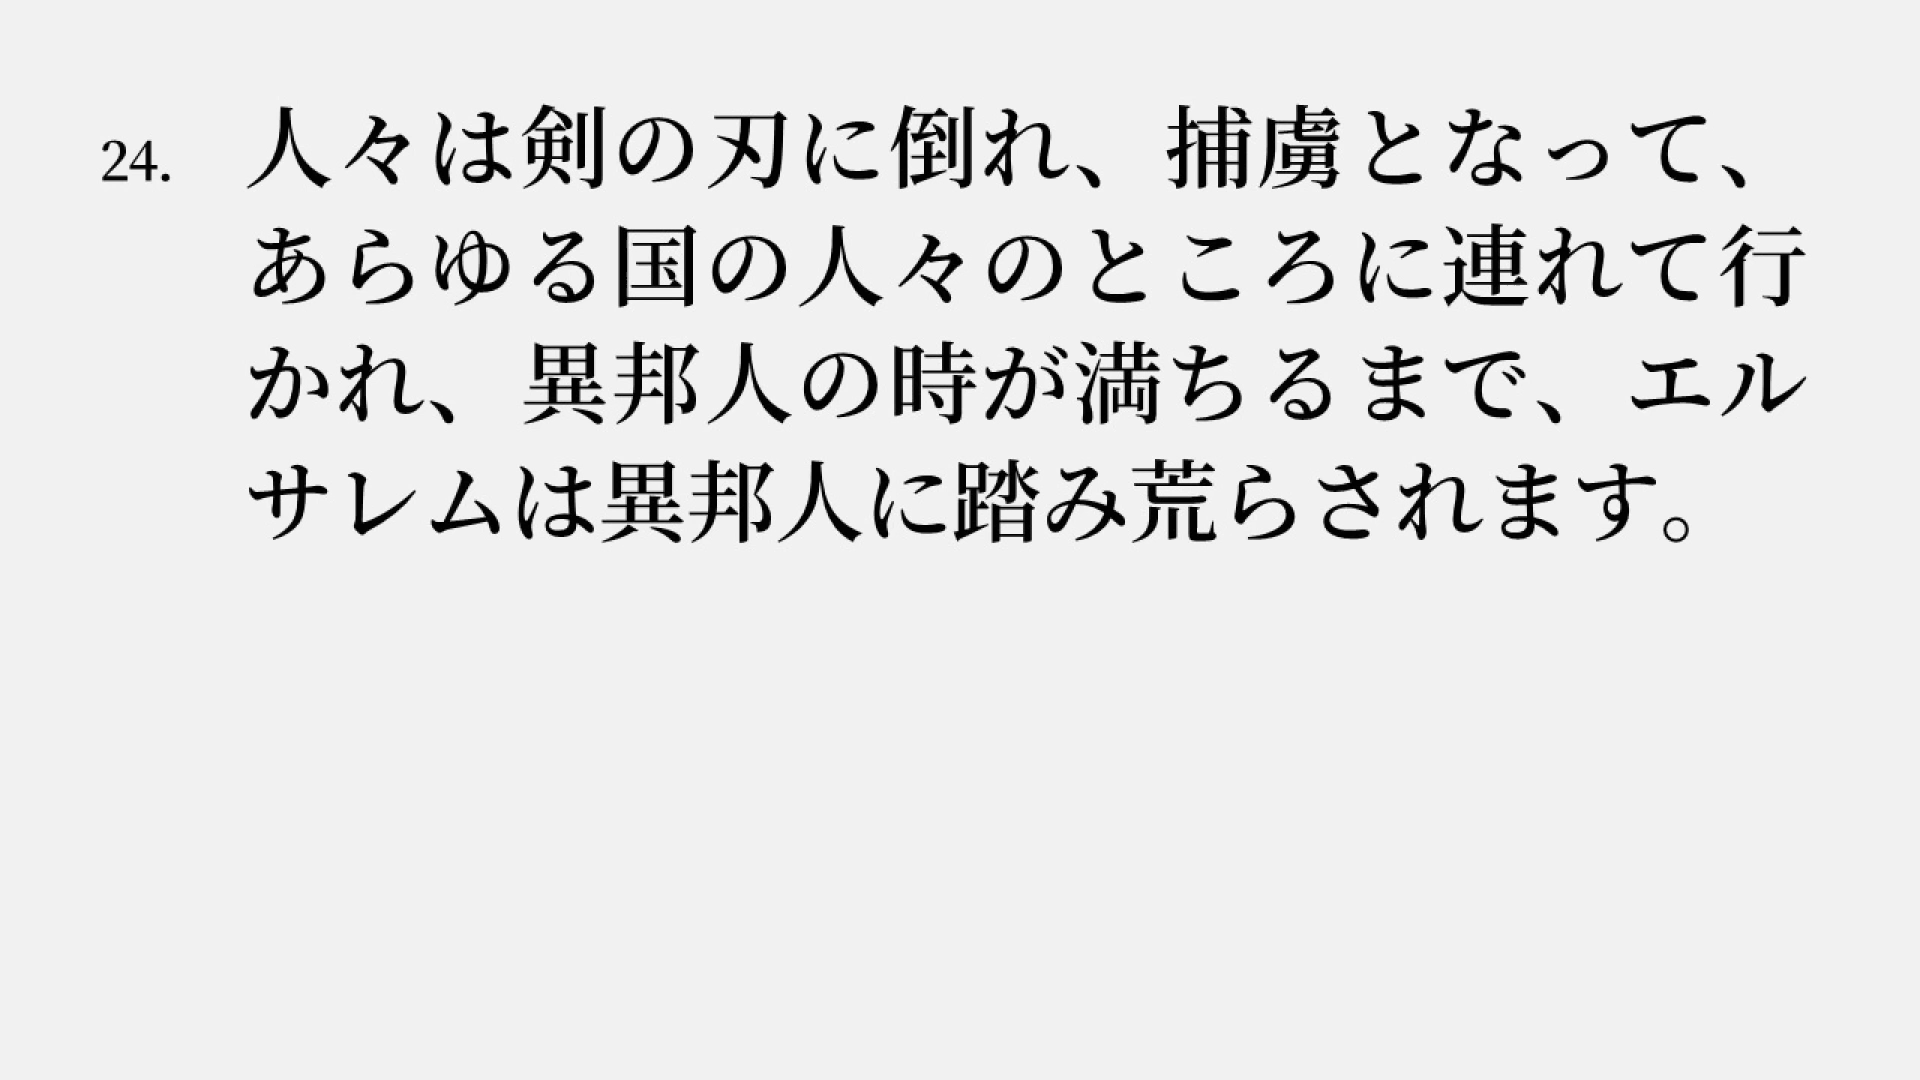 24. 人々は剣の刃に倒れ、捕虜となって、
あらゆる国の人々のところに連れて行
かれ、異邦人の時が満ちるまで、エル
サレムは異邦人に踏み荒らされます。